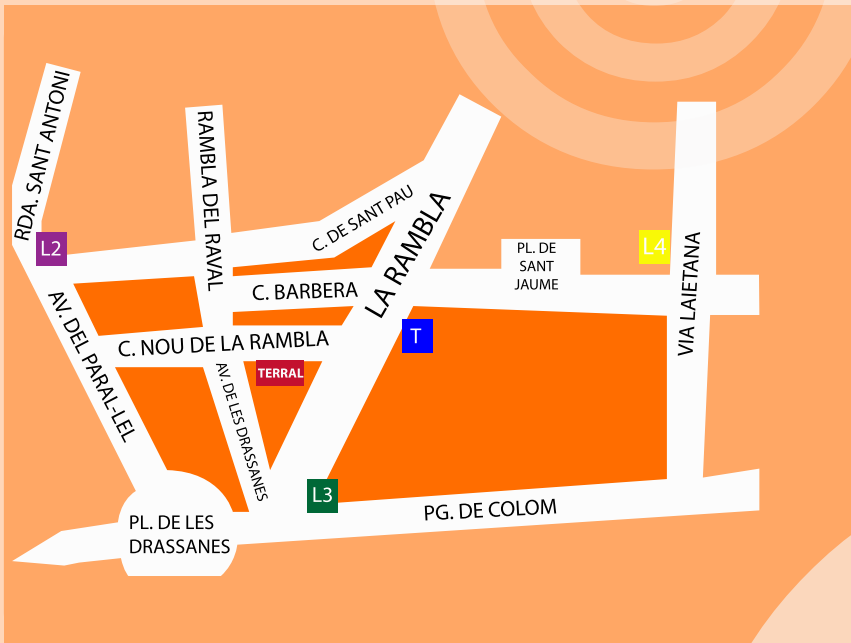 RDA. SANT ANTONI
RAMBLA DEL RAVAL
C. DE SANT PAU
LA RAMBLA
L2
PL. DE
SANT
JAUME
L4
VIA LAIETANA
C. BARBERA
AV. DEL PARAL-LEL
C. NOU DE LA RAMBLA
T
TERRAL
AV. DE LES DRASSANES
L3
PG. DE COLOM
PL. DE LES
DRASSANES